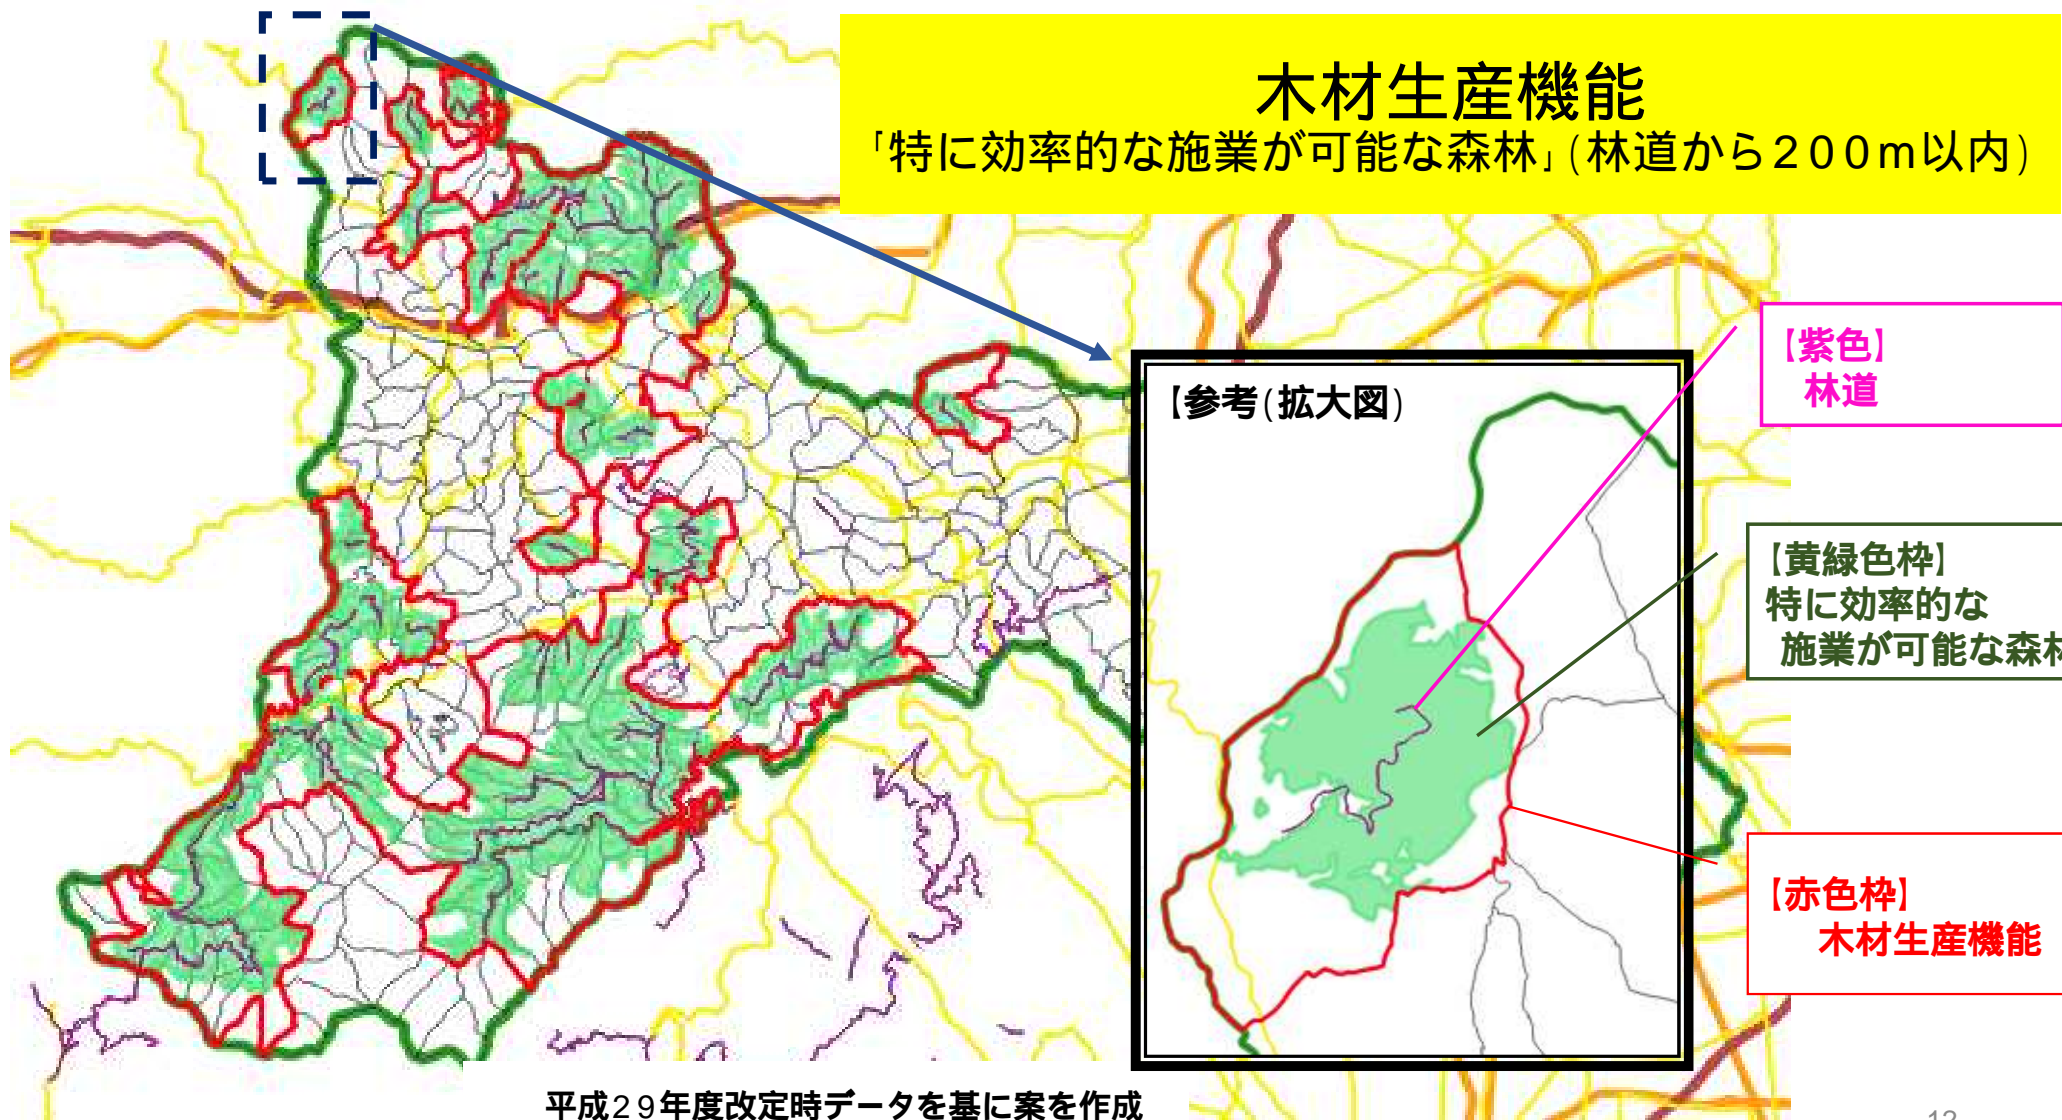 木材生産機能
「特に効率的な施業が可能な森林」(林道から200m以内)
【参考(拡大図)
【紫色】
林道
【黄緑色枠】
特に効率的な
施業が可能な森林
【赤色枠】
木材生産機能
平成29年度改定時データを基に案を作成
12